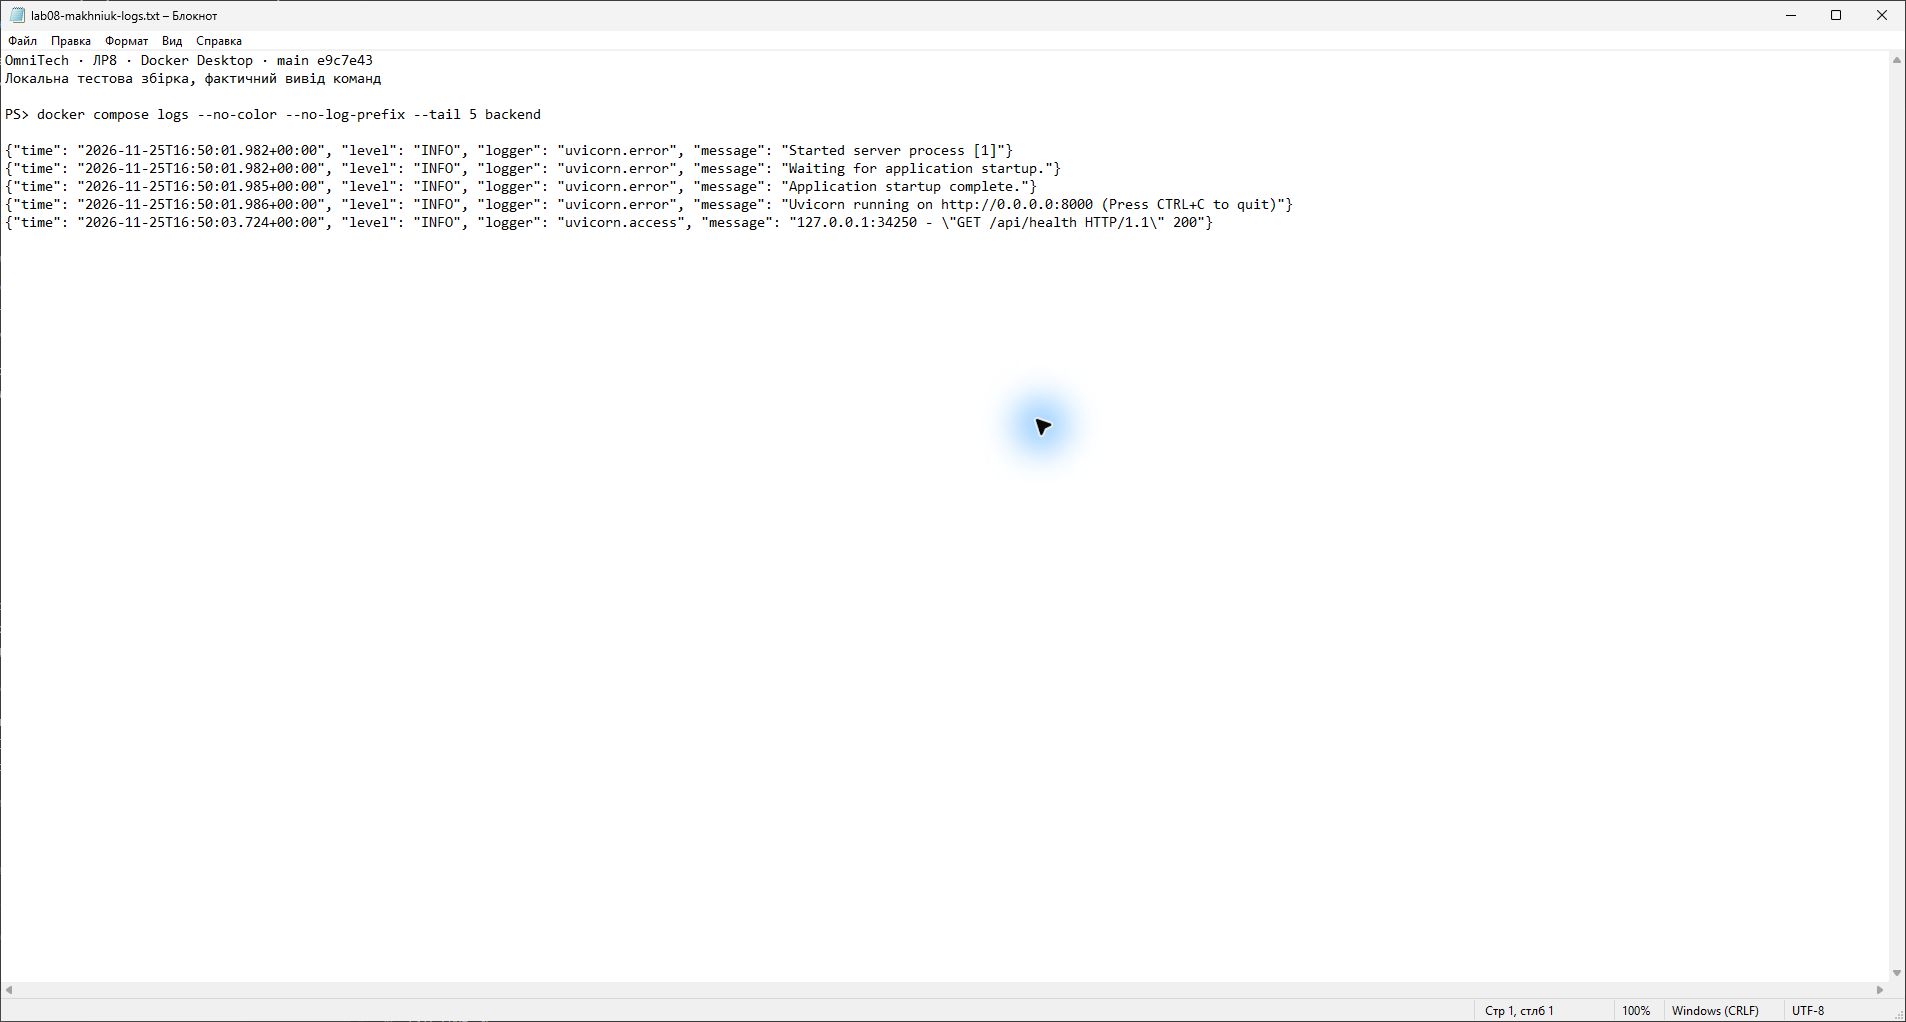 lab08-makhniuk-logs.txt – Блокнот
Файл Правка Формат Вид Справка
OmniTech · ЛР8 · Docker Desktop · main e9c7e43
Локальна тестова збірка, фактичний вивід команд
PS> docker compose logs --no-color --no-log-prefix --tail 5 backend
{"time": "2026-11-25T16:50:01.982+00:00", "level": "INFO", "logger": "uvicorn.error", "message": "Started server process [1]"}
{"time": "2026-11-25T16:50:01.982+00:00", "level": "INFO", "logger": "uvicorn.error", "message": "Waiting for application startup."}
{"time": "2026-11-25T16:50:01.985+00:00", "level": "INFO", "logger": "uvicorn.error", "message": "Application startup complete."}
{"time": "2026-11-25T16:50:01.986+00:00", "level": "INFO", "logger": "uvicorn.error", "message": "Uvicorn running on http://0.0.0.0:8000 (Press CTRL+C to quit)"}
{"time": "2026-11-25T16:50:03.724+00:00", "level": "INFO", "logger": "uvicorn.access", "message": "127.0.0.1:34250 - \"GET /api/health HTTP/1.1\" 200"}
Стр 1, стлб 1 100% Windows (CRLF) UTF-8